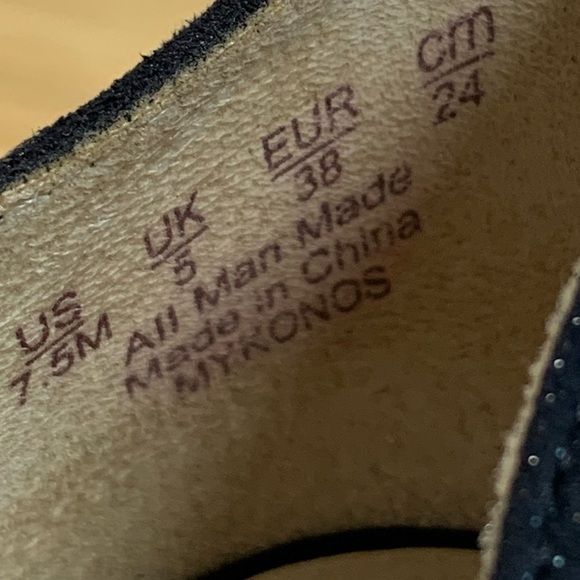 US UK EUR cm
7.5M 5 38 24
All Man Made
Made in China
MYKONOS